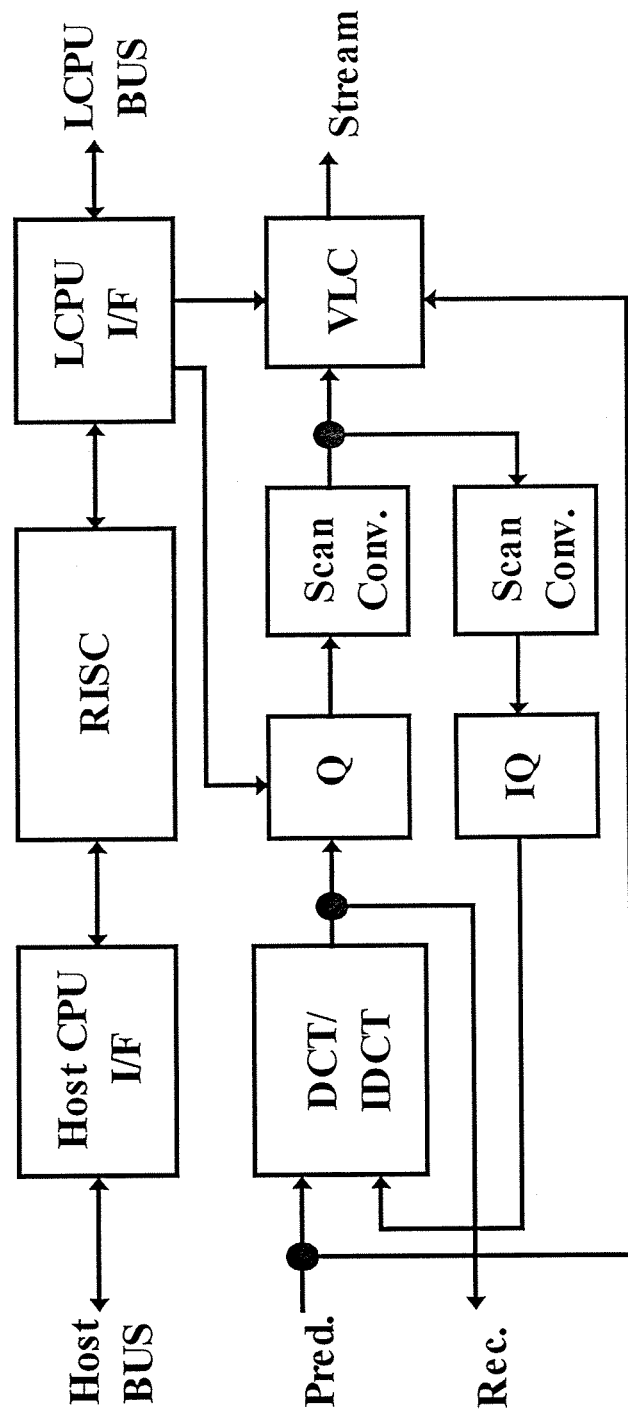 Host
BUS
Host CPU
I/F
RISC
LCPU
I/F
LCPU
BUS
Pred.
DCT/
IDCT
Q
Scan
Conv.
VLC
Stream
Rec.
IQ
Scan
Conv.